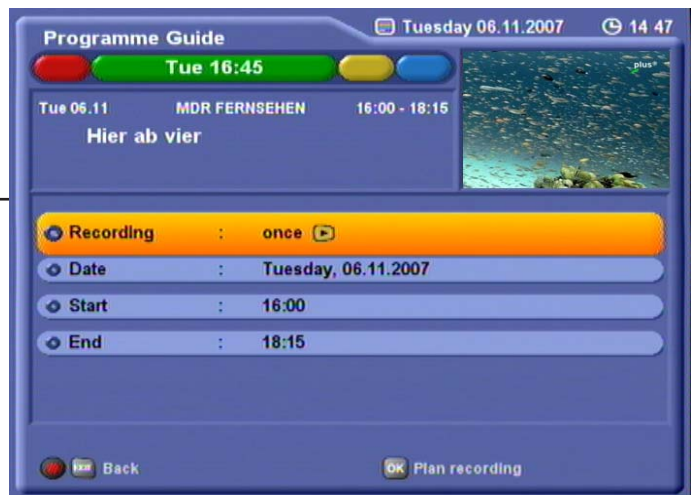 Programme Guide
Tuesday 06.11.2007 14 47
Tue 16:45
plus
Tue 06.11 MDR FERNSEHEN 16:00 - 18:15
Hier ab vier
Recording : once
Date : Tuesday, 06.11.2007
Start : 16:00
End : 18:15
EXIT Back
OK Plan recording